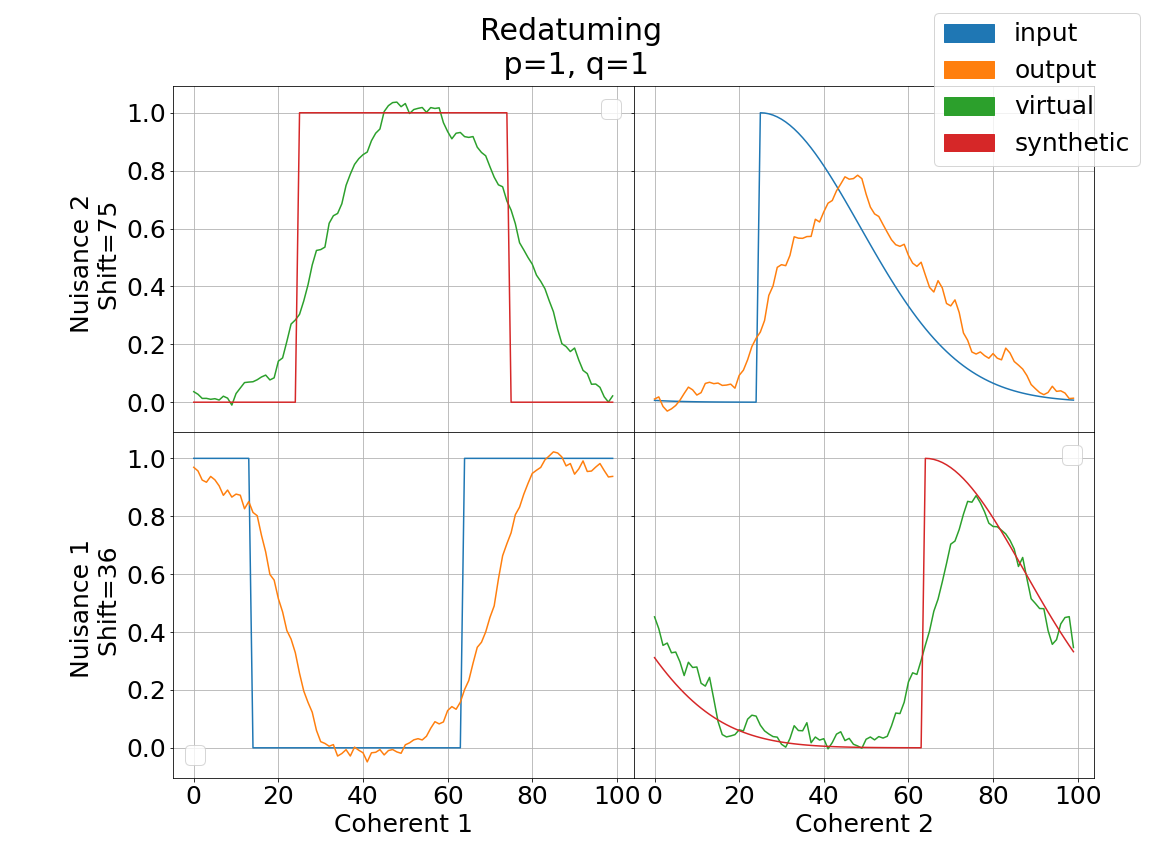 Redatuming
p=1, q=1
input
output
virtual
synthetic
Nuisance 2
Shift=75
1.0
0.8
0.6
0.4
0.2
0.0
Nuisance 1
Shift=36
1.0
0.8
0.6
0.4
0.2
0.0
0 20 40 60 80 100
0 20 40 60 80 100
Coherent 1
Coherent 2